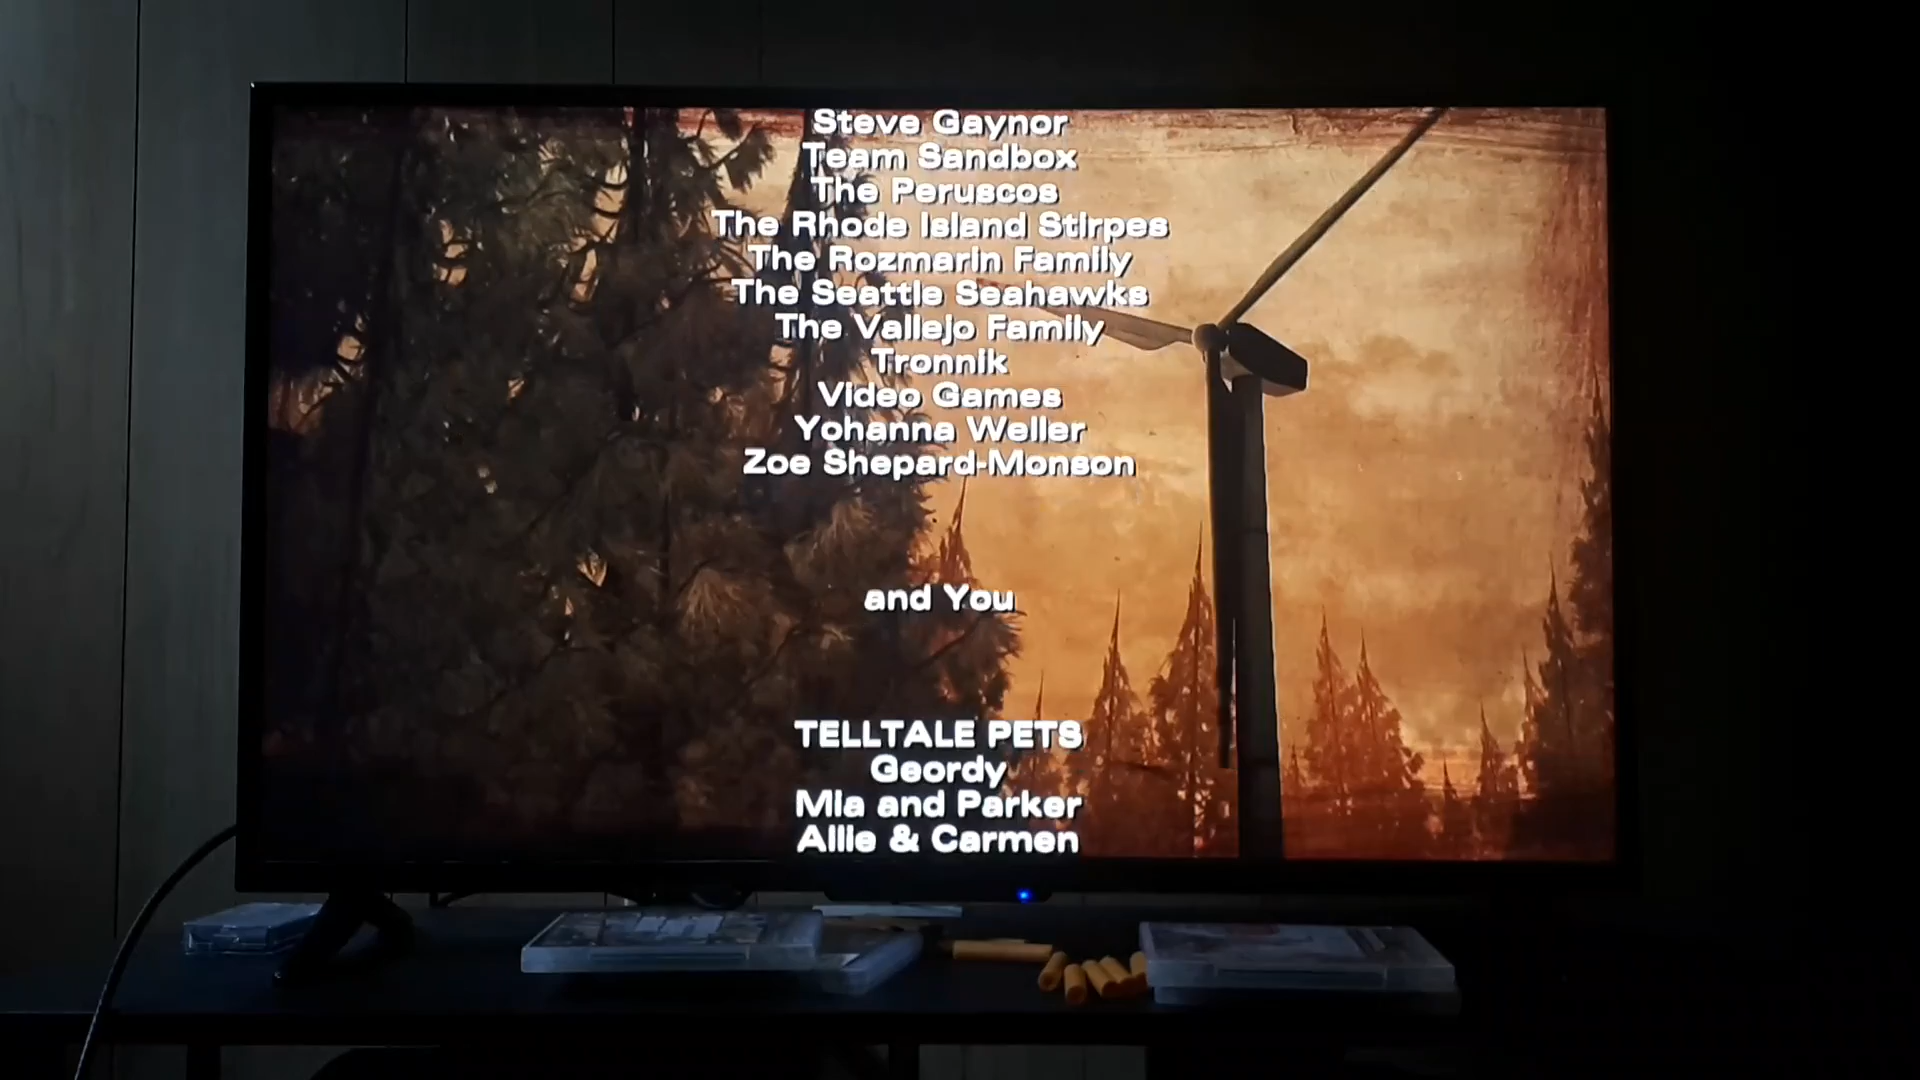 Steve Gaynor
Team Sandbox
The Peruscos
The Rhode Island Stirpes
The Rozmarin Family
The Seattle Seahawks
The Vallejo Family
Tronnik
Video Games
Yohanna Weller
Zoe Shepard-Monson
and You
TELLTALE PETS
Geordy
Mia and Parker
Allie & Carmen